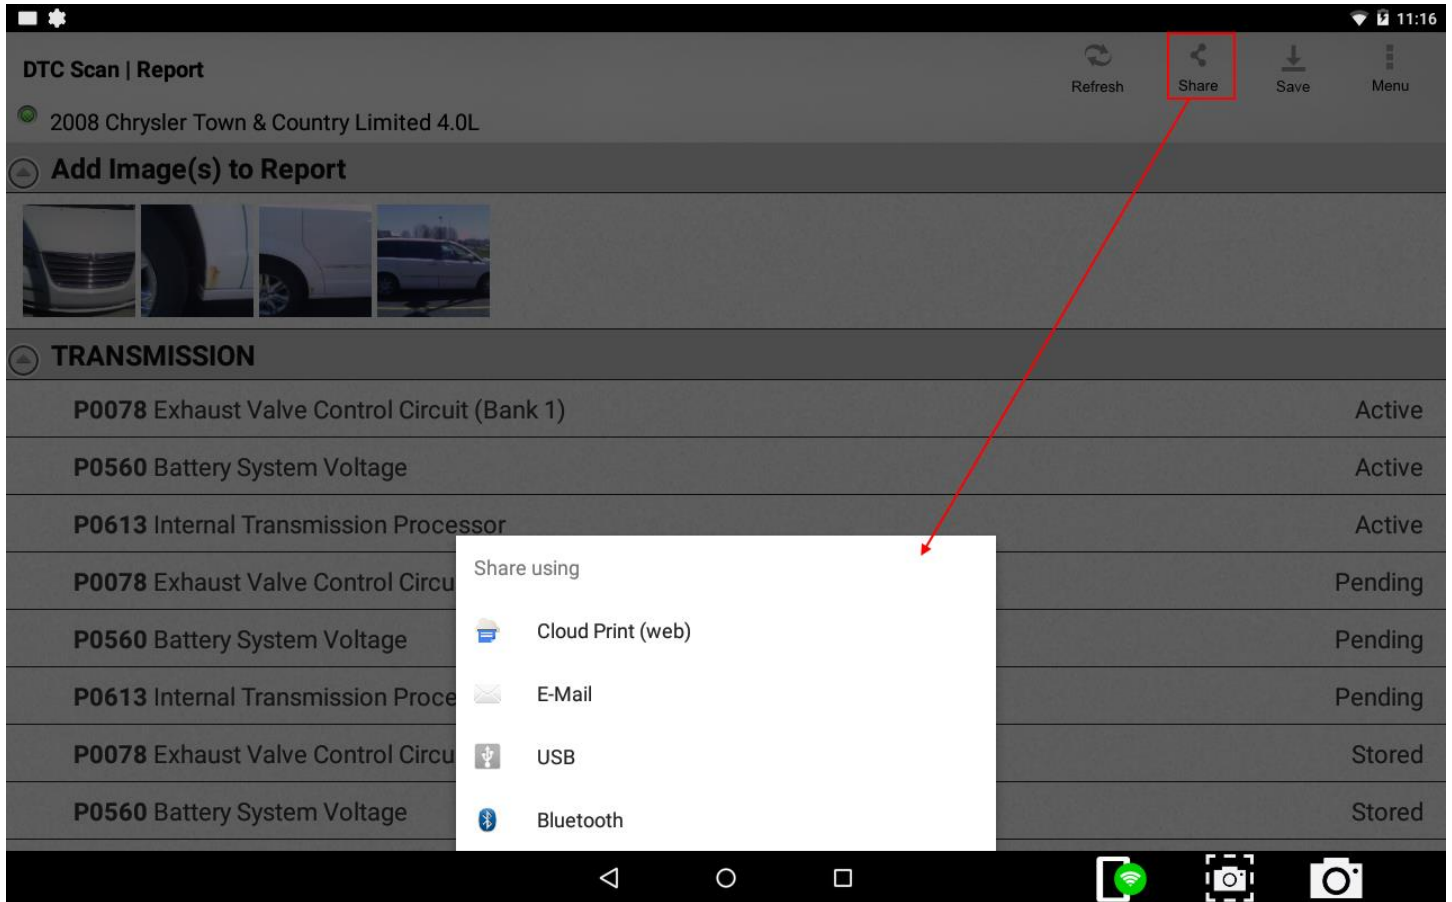 11:16
DTC Scan | Report
Refresh
Share
Save
Menu
2008 Chrysler Town & Country Limited 4.0L
Add Image(s) to Report
TRANSMISSION
P0078 Exhaust Valve Control Circuit (Bank 1) Active
P0560 Battery System Voltage Active
P0613 Internal Transmission Processor Active
P0078 Exhaust Valve Control Circu Pending
P0560 Battery System Voltage Pending
P0613 Internal Transmission Proce Pending
P0078 Exhaust Valve Control Circu Stored
P0560 Battery System Voltage Stored
Share using
Cloud Print (web)
E-Mail
USB
Bluetooth